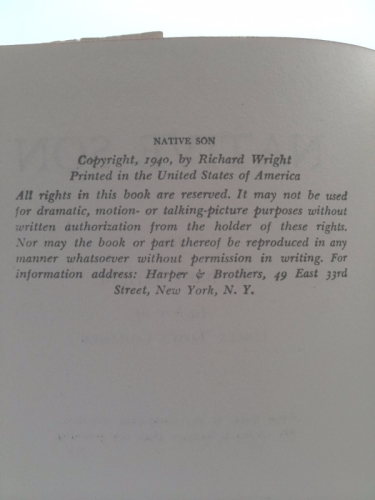 NATIVE SON
Copyright, 1940, by Richard Wright
Printed in the United States of America
All rights in this book are reserved. It may not be used
for dramatic, motion- or talking-picture purposes without
written authorization from the holder of these rights.
Nor may the book or part thereof be reproduced in any
manner whatsoever without permission in writing. For
information address: Harper & Brothers, 49 East 33rd
Street, New York, N. Y.
NATIVE SON